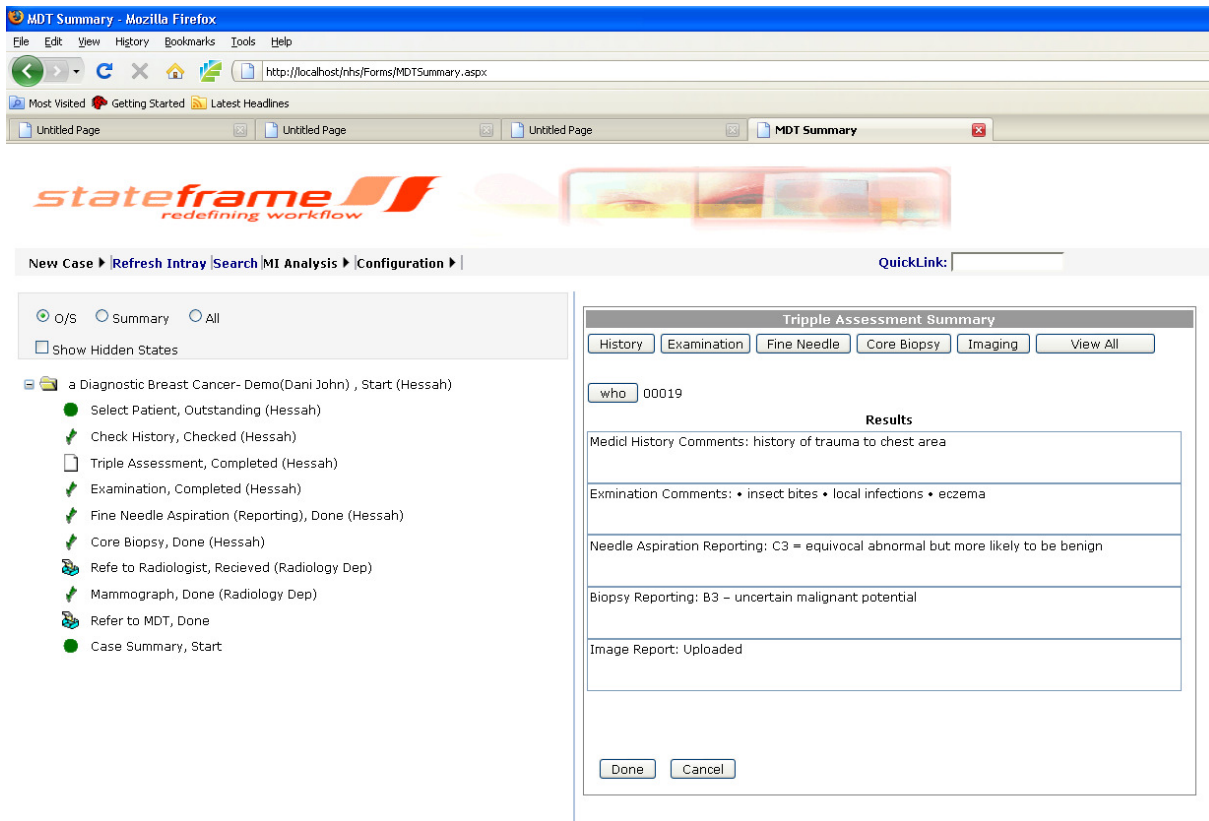 MDT Summary - Mozilla Firefox
File Edit View History Bookmarks Tools Help
http://localhost/nhs/Forms/MDTSummary.aspx
Most Visited Getting Started Latest Headlines
Untitled Page Untitled Page Untitled Page MDT Summary
stateframe
redefining workflow
New Case |Refresh Intray |Search |MI Analysis |Configuration | QuickLink:
O/S Summary All
Show Hidden States
a Diagnostic Breast Cancer- Demo(Dani John) , Start (Hessah)
Select Patient, Outstanding (Hessah)
Check History, Checked (Hessah)
Triple Assessment, Completed (Hessah)
Examination, Completed (Hessah)
Fine Needle Aspiration (Reporting), Done (Hessah)
Core Biopsy, Done (Hessah)
Refe to Radiologist, Recieved (Radiology Dep)
Mammograph, Done (Radiology Dep)
Refer to MDT, Done
Case Summary, Start
Tripple Assessment Summary
History Examination Fine Needle Core Biopsy Imaging View All
who 00019
Results
Medicl History Comments: history of trauma to chest area
Exmination Comments: • insect bites • local infections • eczema
Needle Aspiration Reporting: C3 = equivocal abnormal but more likely to be benign
Biopsy Reporting: B3 – uncertain malignant potential
Image Report: Uploaded
Done Cancel